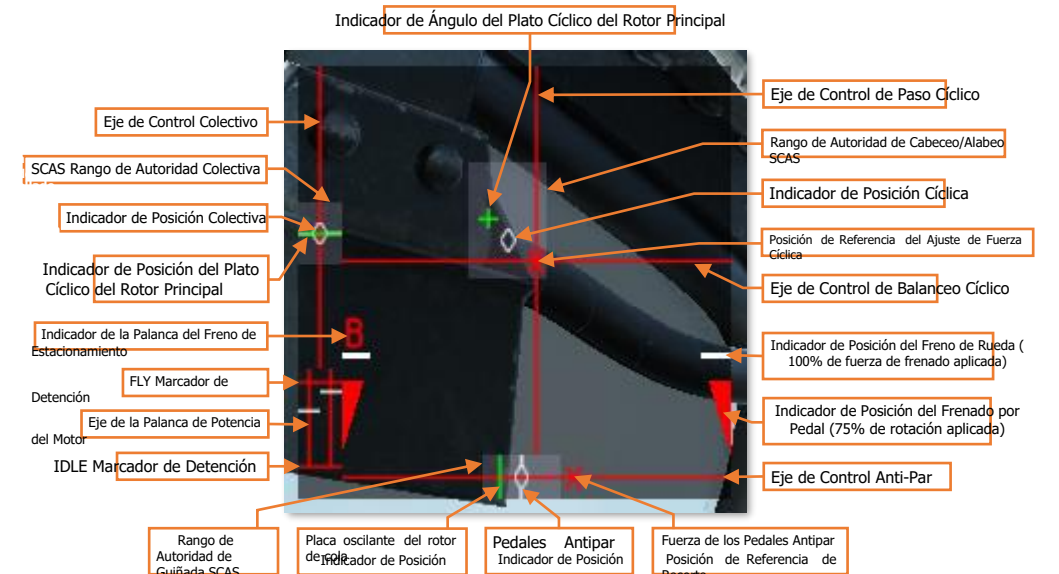 Indicador de Ángulo del Plato Cíclico del Rotor Principal
Eje de Control Colectivo
SCAS Rango de Autoridad Colectiva
Indicador de Posición Colectiva
Indicador de Posición del Plato
Cíclico del Rotor Principal
Indicador de la Palanca del Freno de
Estacionamiento
FLY Marcador de
Detención
Eje de la Palanca de Potencia
del Motor
IDLE Marcador de Detención
B
Eje de Control de Paso Cíclico
Rango de Autoridad de Cabeceo/Alabeo
SCAS
Indicador de Posición Cíclica
Posición de Referencia del Ajuste de Fuerza
Cíclica
Eje de Control de Balanceo Cíclico
Indicador de Posición del Freno de Rueda (
100% de fuerza de frenado aplicada)
Indicador de Posición del Frenado por
Pedal (75% de rotación aplicada)
Eje de Control Anti-Par
Rango de
Autoridad de
Guiñada SCAS
Placa oscilante del rotor
de cola
Indicador de Posición
Pedales Antipar
Indicador de Posición
Fuerza de los Pedales Antipar
Posición de Referencia de